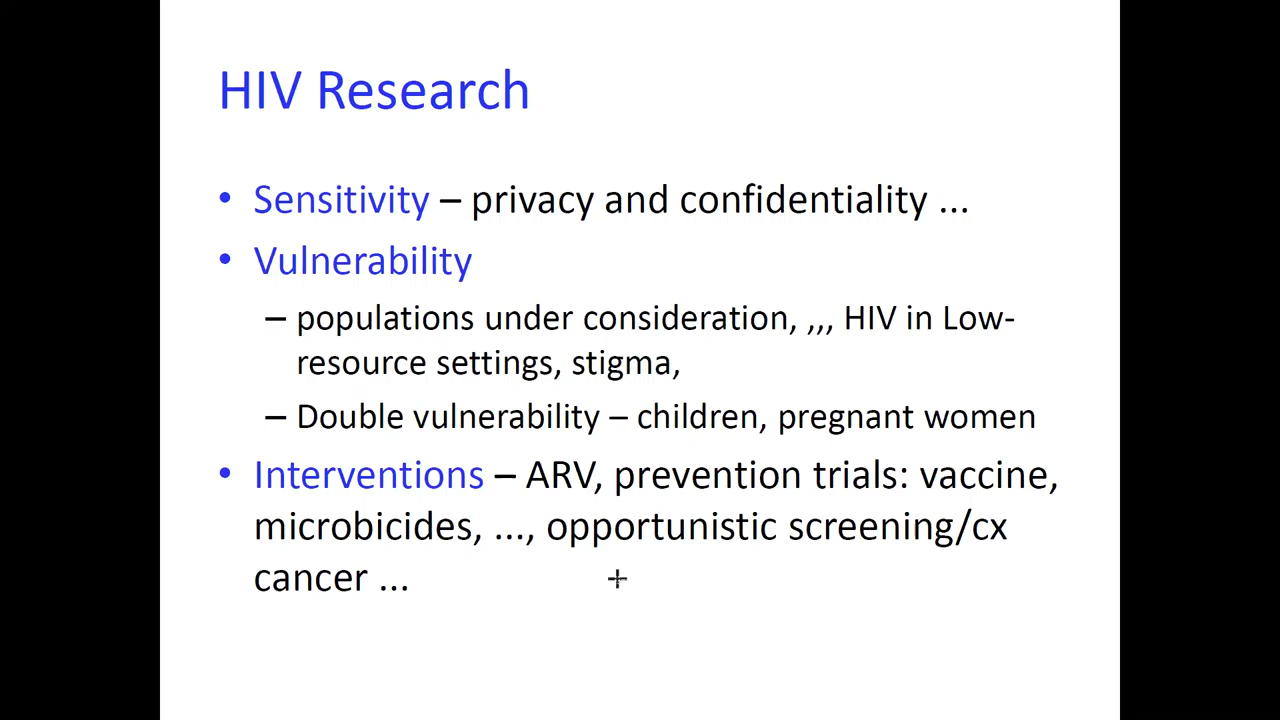 HIV Research
• Sensitivity – privacy and confidentiality ...
• Vulnerability
– populations under consideration, ,,, HIV in Low-
resource settings, stigma,
– Double vulnerability – children, pregnant women
• Interventions – ARV, prevention trials: vaccine,
microbicides, ..., opportunistic screening/cx
cancer ...